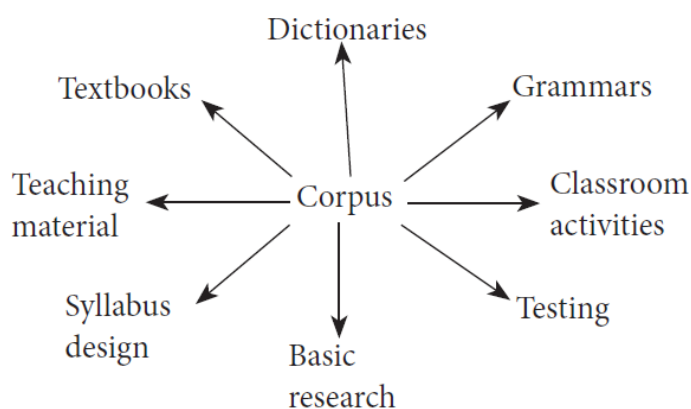 Dictionaries
Textbooks
Grammars
Teaching
material
Corpus
Classroom
activities
Syllabus
design
Testing
Basic
research